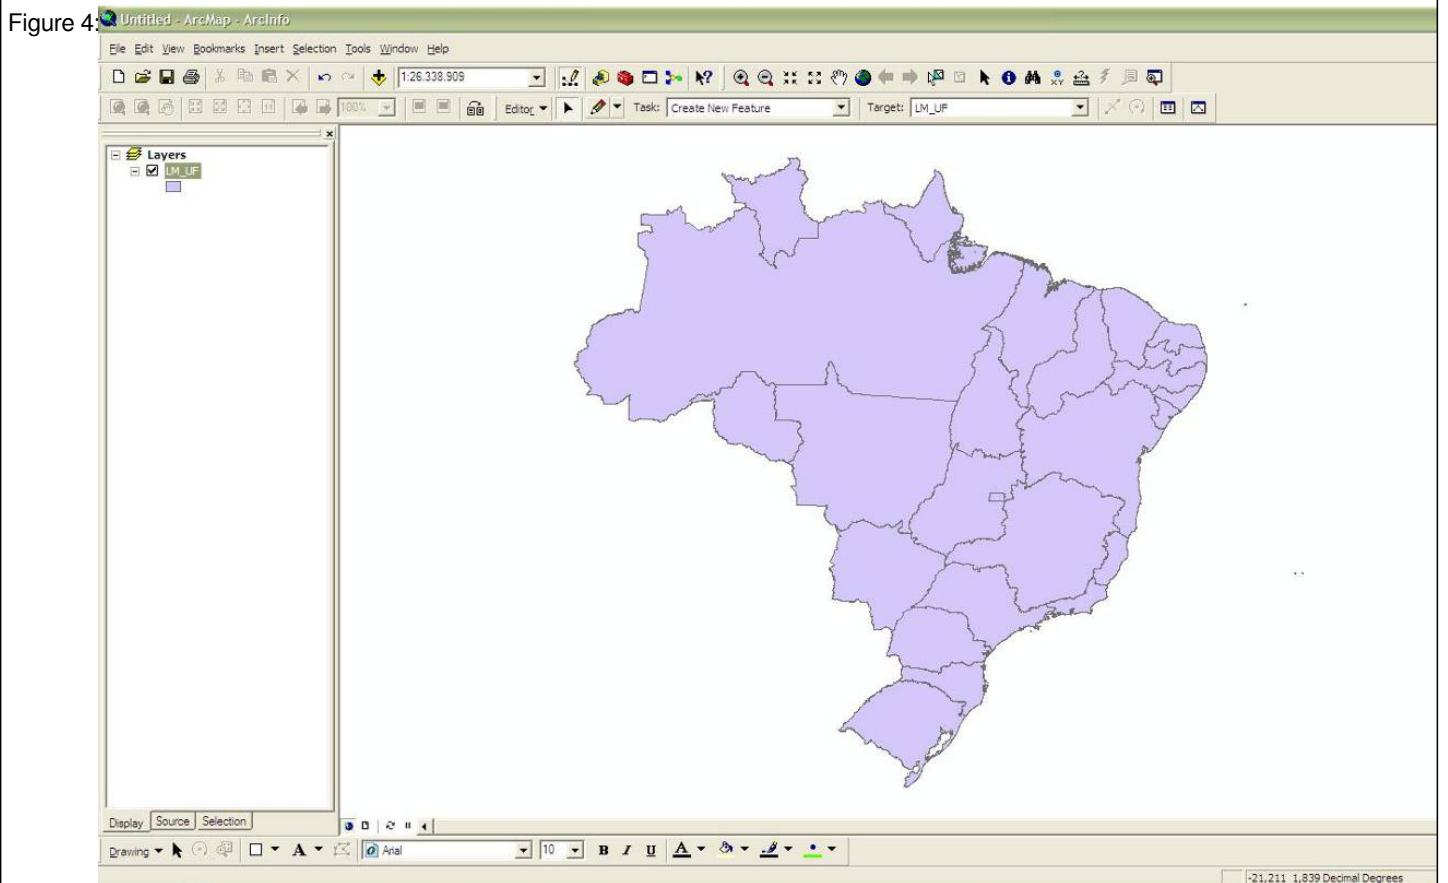 Figure 4:
Untitled - ArcMap - ArcInfo
File Edit View Bookmarks Insert Selection Tools Window Help
1:26.338.909
100% Editor Task: Create New Feature Target: LM_UF
Layers
LM_UF
Display Source Selection
Drawing A Arial 10 B I U A
-21,211 1,839 Decimal Degrees